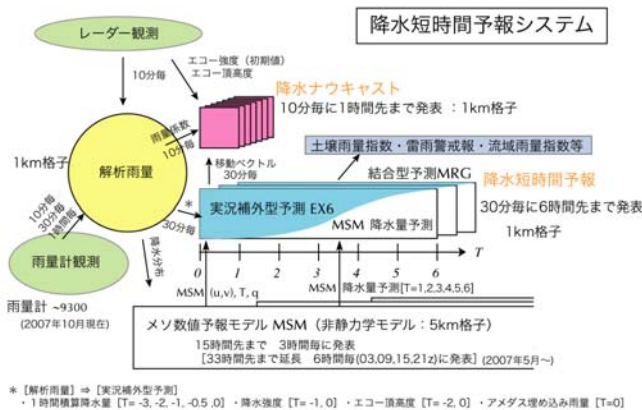 降水短時間予報システム
レーダー観測
エコー強度（初期値）
エコー頂高度
10分毎
降水ナウキャスト
10分毎に1時間先まで発表 ：1km格子
雨量係数
10分毎
1km格子
解析雨量
移動ベクトル
30分毎
土壌雨量指数・雷雨警戒報・流域雨量指数等
結合型予測MRG
降水短時間予報
10分毎
30分毎
1時間毎
*
30分毎
実況補外型予測 EX6
MSM 降水量予測
30分毎に6時間先まで発表
1km格子
雨量計観測
降水分布
0 1 2 3 4 5 6 T
雨量計 ~9300
(2007年10月現在)
MSM (u,v), T, q
MSM 降水量予測[T=1,2,3,4,5,6]
メソ数値予報モデル MSM（非静力学モデル：5km格子）
15時間先まで 3時間毎に発表
[33時間先まで延長 6時間毎(03,09,15,21z)に発表] (2007年5月〜)
* [解析雨量] ⇒ [実況補外型予測]
・１時間積算降水量 [T= -3, -2, -1, -0.5 ,0] ・降水強度 [T= -1, 0] ・エコー頂高度 [T= -2, 0] ・アメダス埋め込み雨量 [T=0]